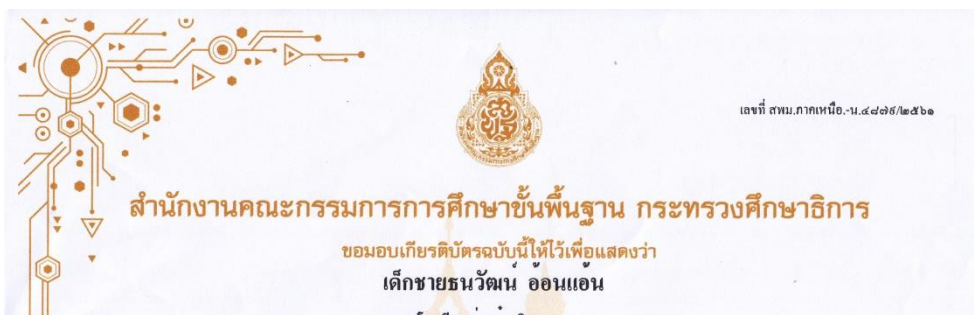 เลขที่ สพม.ภาคเหนือ.-น.๔๘๗๙/๒๕๖๑
สำนักงานคณะกรรมการการศึกษาขั้นพื้นฐาน กระทรวงศึกษาธิการ
ขอมอบเกียรติบัตรฉบับนี้ให้ไว้เพื่อแสดงว่า
เด็กชายธนวัฒน์ อ้อนแอ้น